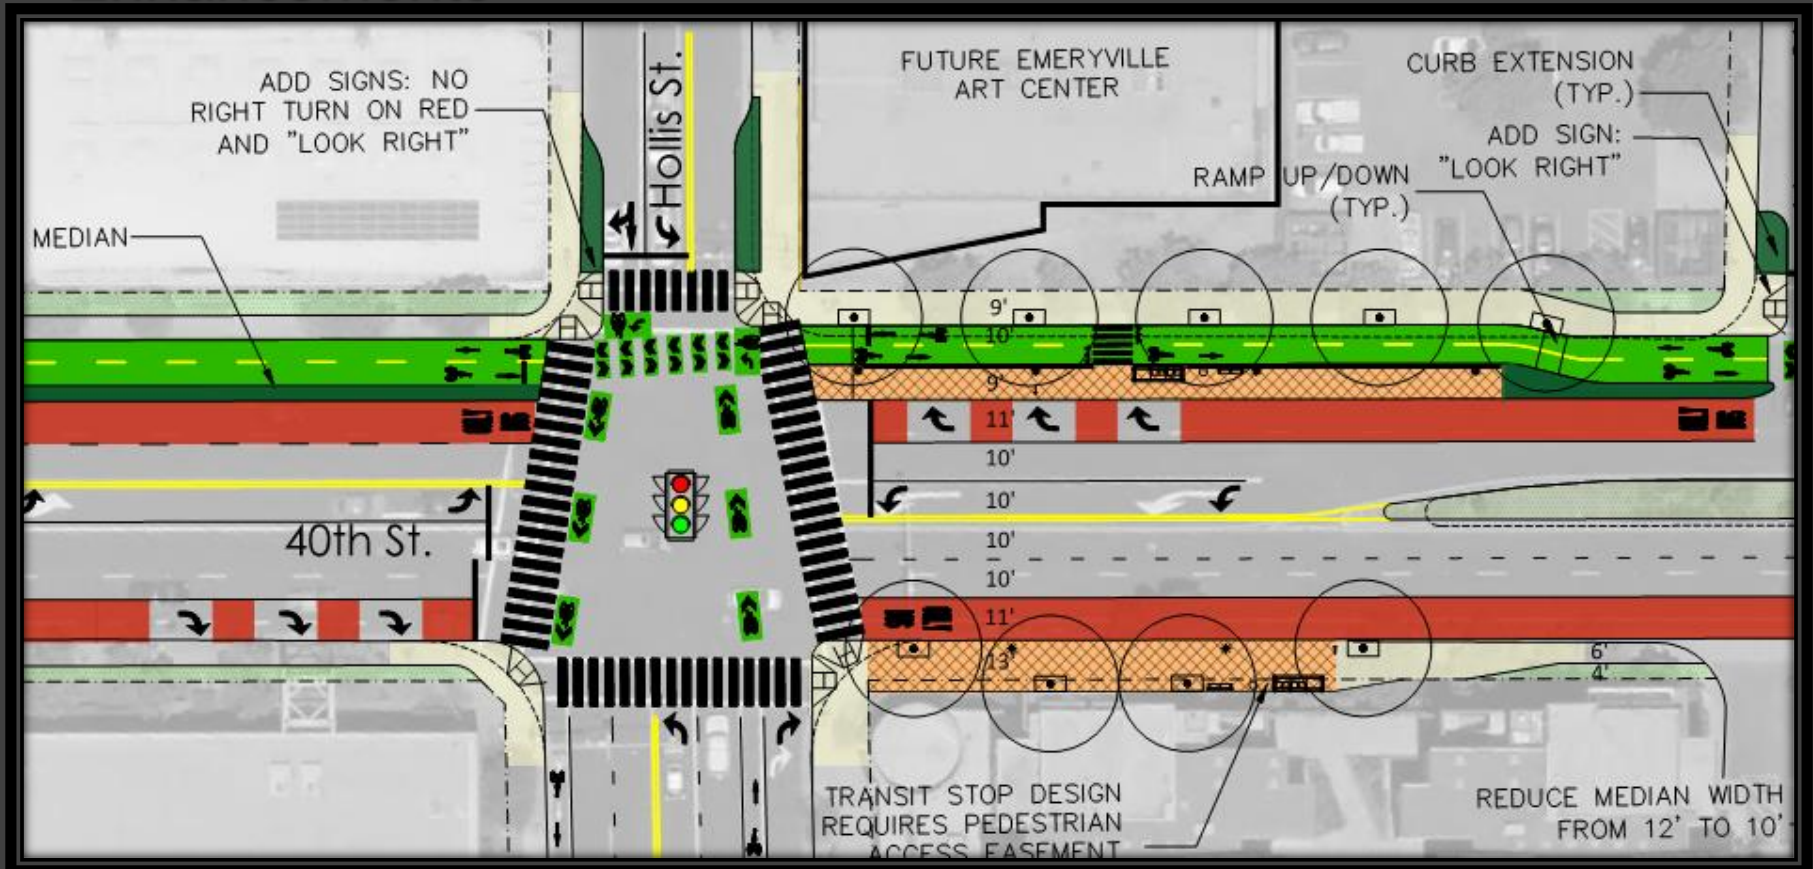 ADD SIGNS: NO
RIGHT TURN ON RED
AND "LOOK RIGHT"
Hollis St.
FUTURE EMERYVILLE
ART CENTER
CURB EXTENSION
(TYP.)
ADD SIGN:
"LOOK RIGHT"
RAMP UP/DOWN
(TYP.)
MEDIAN
9'
10'
9'
11'
10'
10'
40th St.
10'
10'
11'
13'
6'
4'
TRANSIT STOP DESIGN
REQUIRES PEDESTRIAN
ACCESS EASEMENT
REDUCE MEDIAN WIDTH
FROM 12' TO 10'